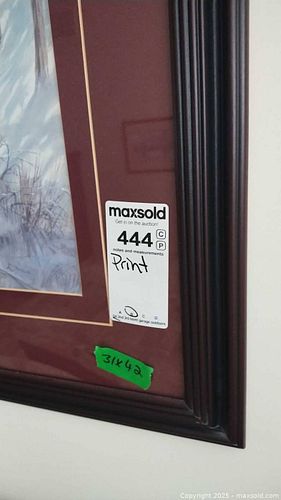 maxsold
Get in on the auction!
444 C
P
notes and measurements
Print
A B C D
31x42
Copyright 2025 - maxsold.com